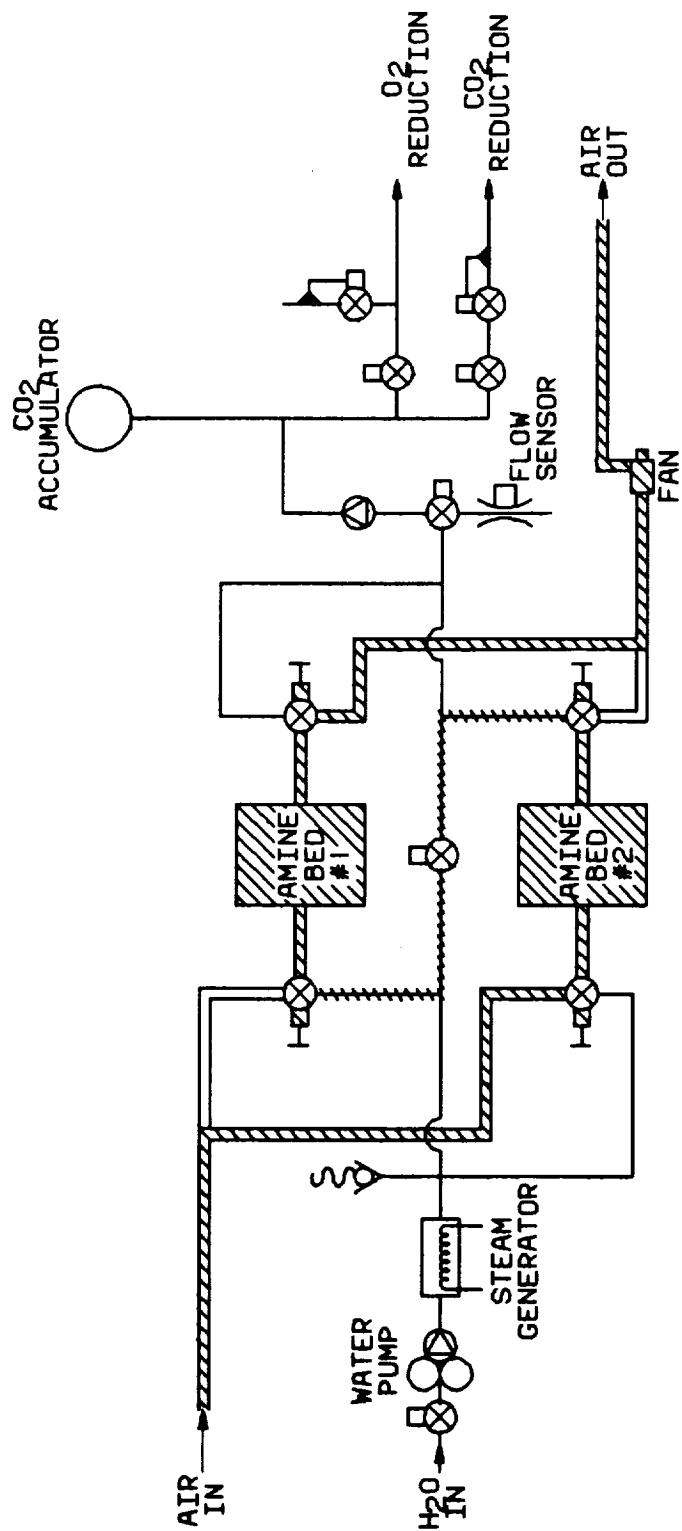 CO2
ACCUMULATOR
O2
REDUCTION
CO2
REDUCTION
AIR
OUT
FLOW
SENSOR
FAN
AMINE
BED
#1
AMINE
BED
#2
STEAM
GENERATOR
WATER
PUMP
AIR
IN
H2O
IN